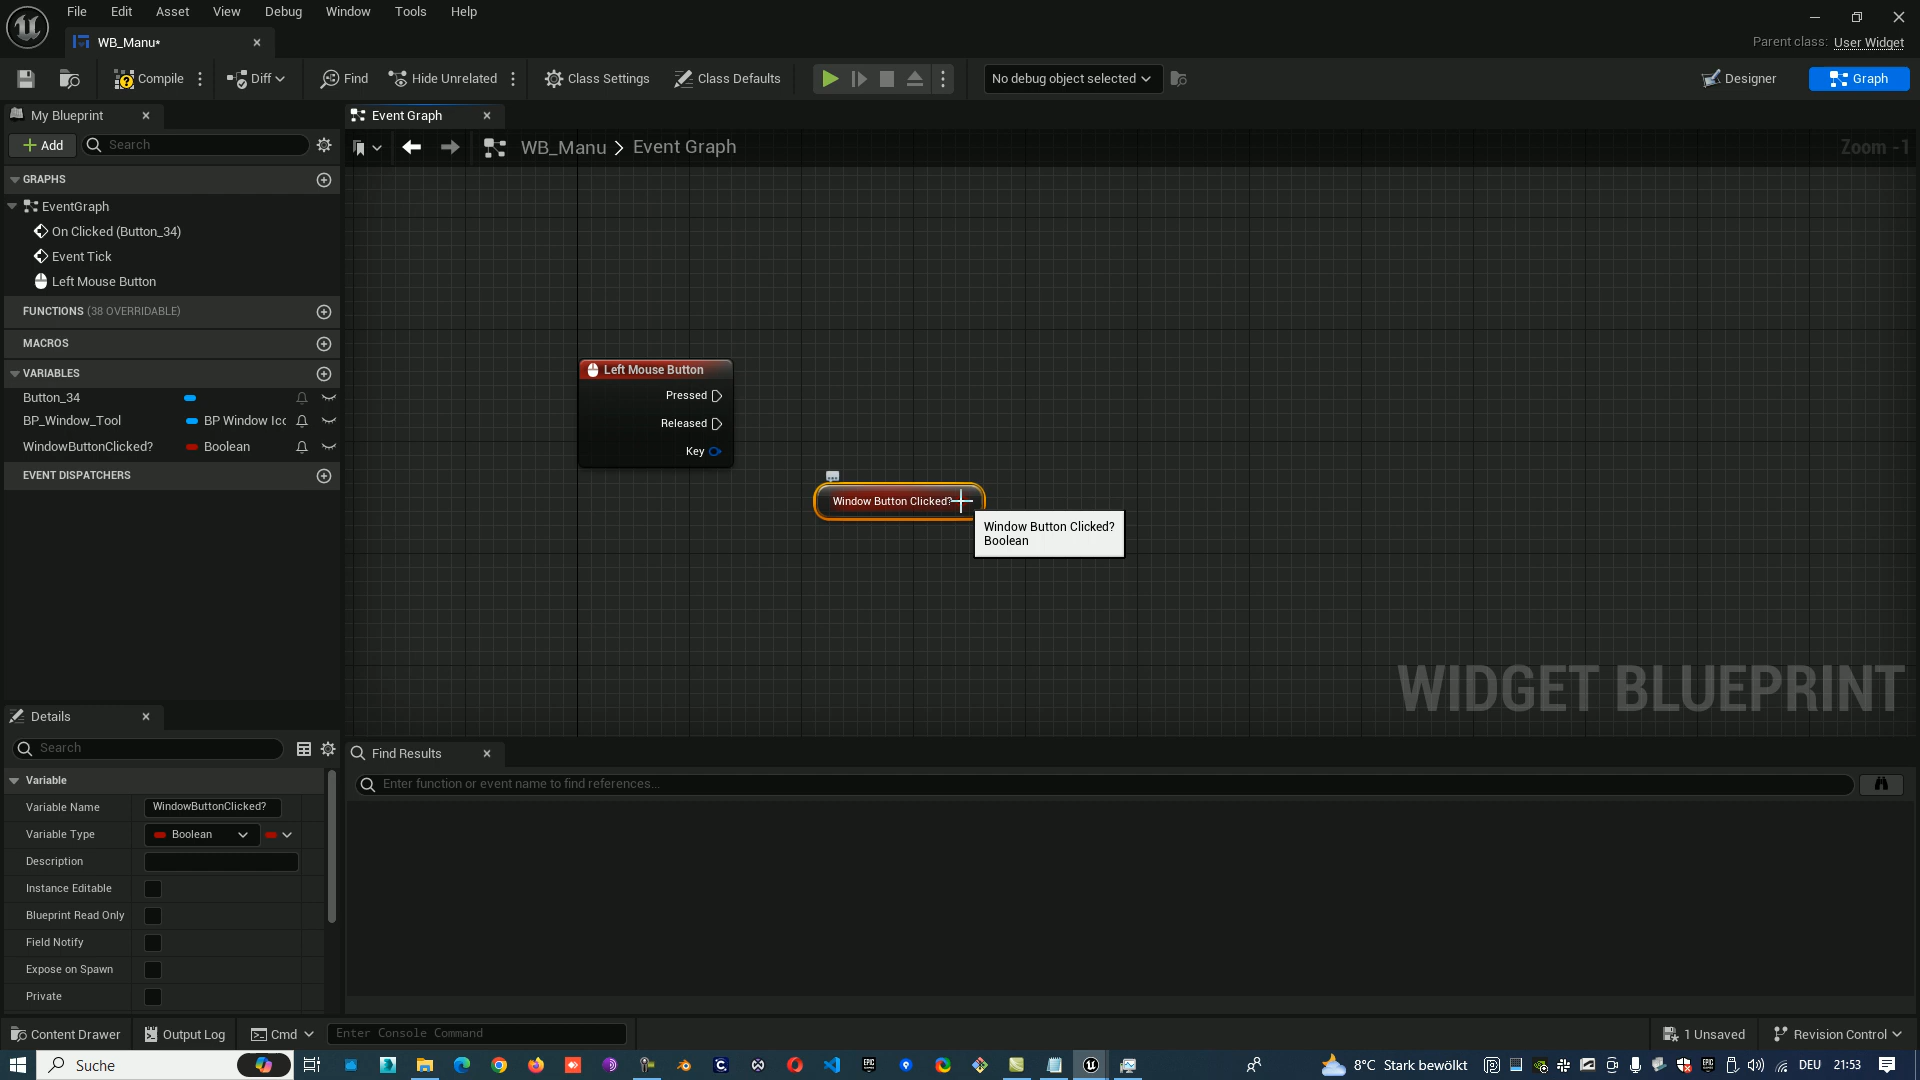 File Edit Asset View Debug Window Tools Help
WB_Manu*
Parent class: User Widget
Compile Diff Find Hide Unrelated Class Settings Class Defaults No debug object selected Designer Graph
My Blueprint
Event Graph
Add Search
WB_Manu > Event Graph
Zoom -1
GRAPHS
EventGraph
On Clicked (Button_34)
Event Tick
Left Mouse Button
FUNCTIONS (38 OVERRIDABLE)
MACROS
VARIABLES
Button_34
BP_Window_Tool BP Window Icc
WindowButtonClicked? Boolean
EVENT DISPATCHERS
Left Mouse Button
Pressed
Released
Key
Window Button Clicked?
Window Button Clicked?
Boolean
WIDGET BLUEPRINT
Details
Search
Variable
Variable Name WindowButtonClicked?
Variable Type Boolean
Description
Instance Editable
Blueprint Read Only
Field Notify
Expose on Spawn
Private
Find Results
Enter function or event name to find references...
Content Drawer Output Log Cmd Enter Console Command 1 Unsaved Revision Control
Suche 8°C Stark bewölkt DEU 21:53